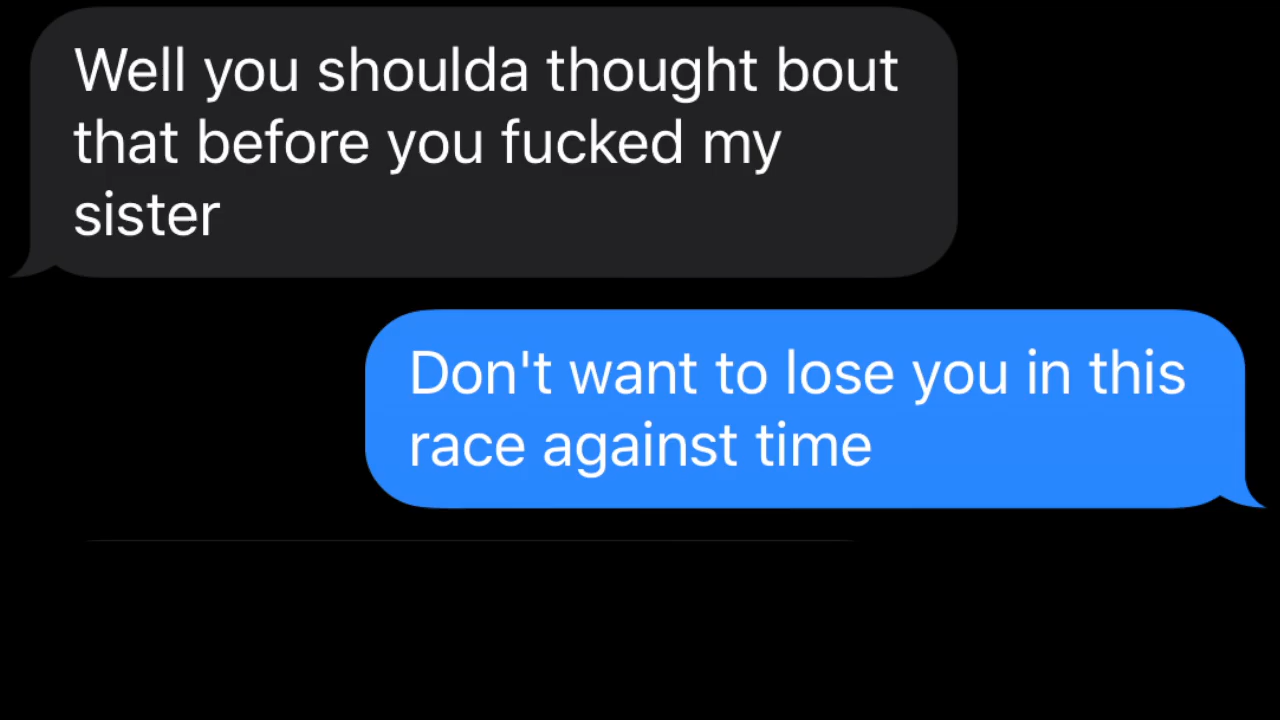 Well you shoulda thought bout
that before you fucked my
sister
Don't want to lose you in this
race against time